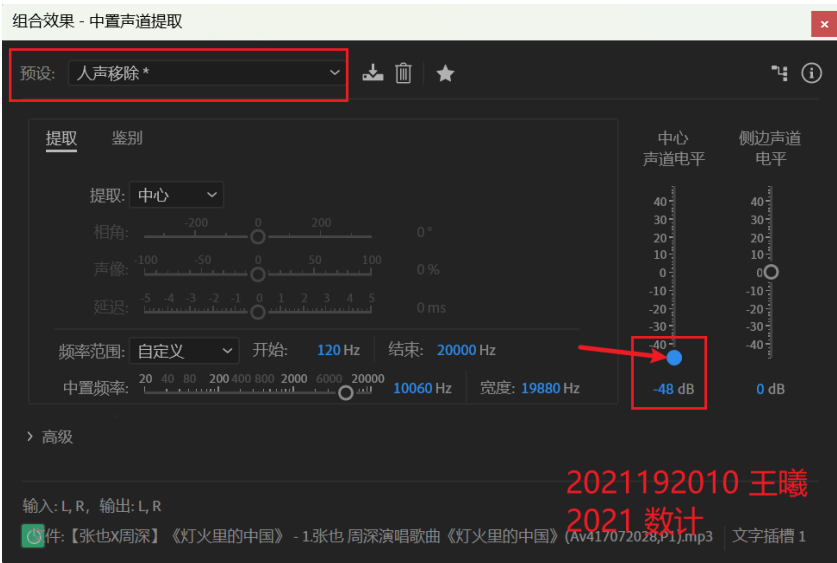 组合效果 - 中置声道提取
×
预设: 人声移除 *
提取 鉴别
提取: 中心
相角: -200 0 200 0 °
声像: -100 -50 0 50 100 0 %
延迟: -5 -4 -3 -2 -1 0 1 2 3 4 5 0 ms
频率范围: 自定义 开始: 120 Hz 结束: 20000 Hz
中置频率: 20 40 80 200 400 800 2000 6000 20000 10060 Hz 宽度: 19880 Hz
中心
声道电平
40
30
20
10
0
-10
-20
-30
-40
-48 dB
侧边声道
电平
40
30
20
10
0
-10
-20
-30
-40
0 dB
高级
2021192010 王曦
2021 数计
输入: L, R, 输出: L, R
件: 【张也X周深】《灯火里的中国》 - 1.张也 周深演唱歌曲《灯火里的中国》(Av417072028,P1).mp3 文字插槽 1